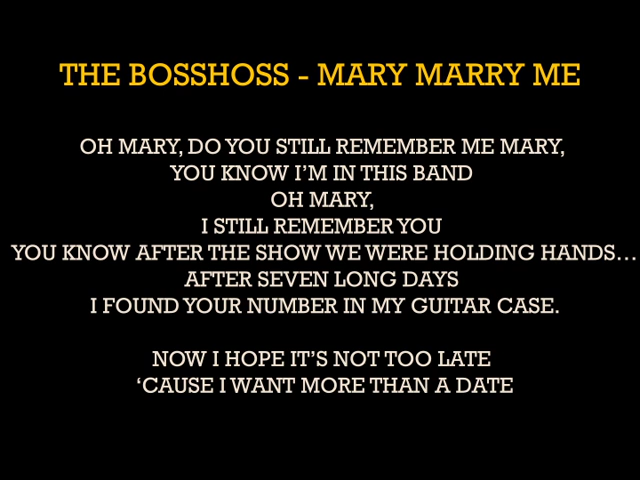 THE BOSSHOSS - MARY MARRY ME
OH MARY, DO YOU STILL REMEMBER ME MARY,
YOU KNOW I’M IN THIS BAND
OH MARY,
I STILL REMEMBER YOU
YOU KNOW AFTER THE SHOW WE WERE HOLDING HANDS…
AFTER SEVEN LONG DAYS
I FOUND YOUR NUMBER IN MY GUITAR CASE.
NOW I HOPE IT’S NOT TOO LATE
‘CAUSE I WANT MORE THAN A DATE